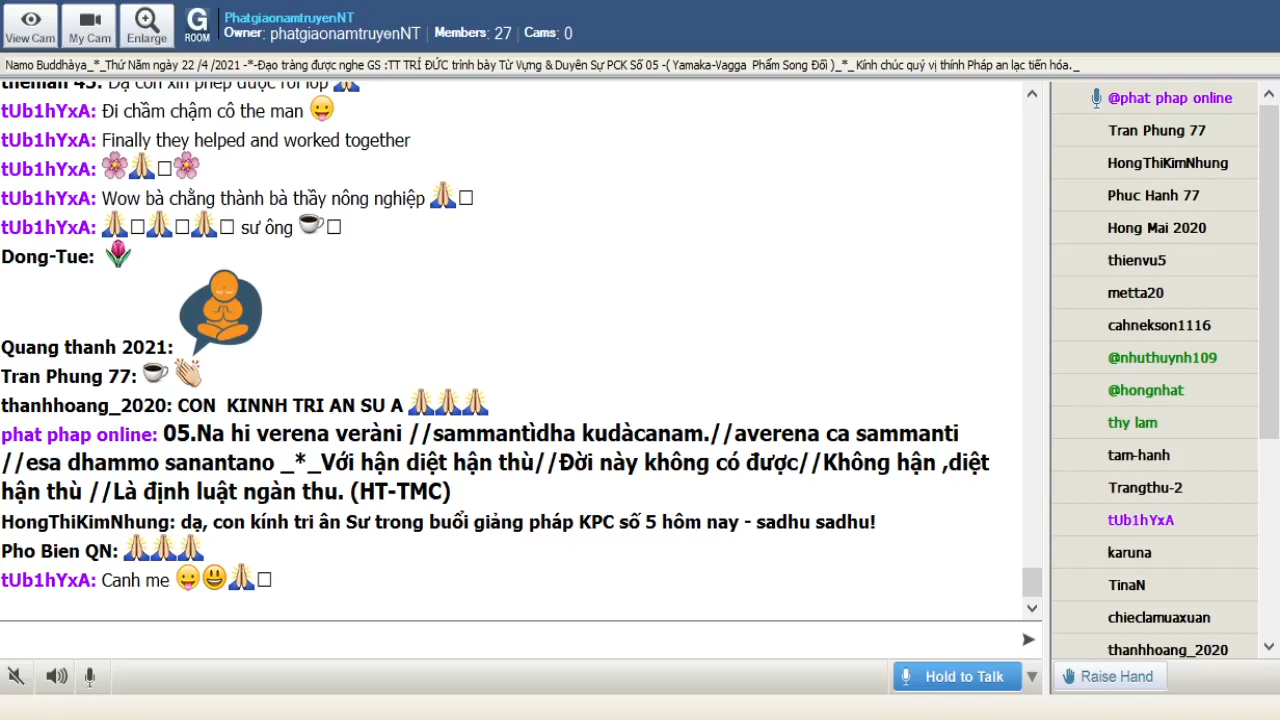 View Cam
My Cam
Enlarge
G
ROOM
PhatgiaonamtruyenNT
Owner: phatgiaonamtruyenNT | Members: 27 | Cams: 0
Namo Buddhàya_*_Thứ Năm ngày 22 /4 /2021 -*-Đạo tràng được nghe GS :TT TRÍ ĐỨC trình bày Từ Vựng & Duyên Sự PCK Số 05 -( Yamaka-Vagga Phẩm Song Đối )_*_ Kính chúc quý vị thính Pháp an lạc tiến hóa._
theman 45: Dạ con xin phép được rời lớp 🙏
tUb1hYxA: Đi chầm chậm cô the man 😛
tUb1hYxA: Finally they helped and worked together
tUb1hYxA: 🌸🙏□🌸
tUb1hYxA: Wow bà chằng thành bà thầy nông nghiệp 🙏□
tUb1hYxA: 🙏□🙏□🙏□ sư ông ☕□
Dong-Tue: 🌷
Quang thanh 2021:
Tran Phung 77: ☕👏
thanhhoang_2020: CON KINNH TRI AN SU A 🙏🙏🙏
phat phap online: 05.Na hi verena veràni //sammantìdha kudàcanam.//averena ca sammanti
//esa dhammo sanantano _*_Với hận diệt hận thù//Đời này không có được//Không hận ,diệt
hận thù //Là định luật ngàn thu. (HT-TMC)
HongThiKimNhung: dạ, con kính tri ân Sư trong buổi giảng pháp KPC số 5 hôm nay - sadhu sadhu!
Pho Bien QN: 🙏🙏🙏
tUb1hYxA: Canh me 😛😃🙏□
@phat phap online
Tran Phung 77
HongThiKimNhung
Phuc Hanh 77
Hong Mai 2020
thienvu5
metta20
cahnekson1116
@nhuthuynh109
@hongnhat
thy lam
tam-hanh
Trangthu-2
tUb1hYxA
karuna
TinaN
chieclamuaxuan
thanhhoang_2020
Hold to Talk
Raise Hand